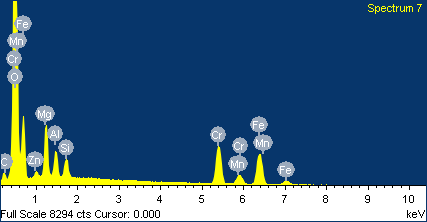 Spectrum 7
Fe
Mn
Cr
O
Mg
Al
C
Zn
Si
Cr
Cr
Mn
Fe
Mn
Fe
1 2 3 4 5 6 7 8 9 10
Full Scale 8294 cts Cursor: 0.000 keV